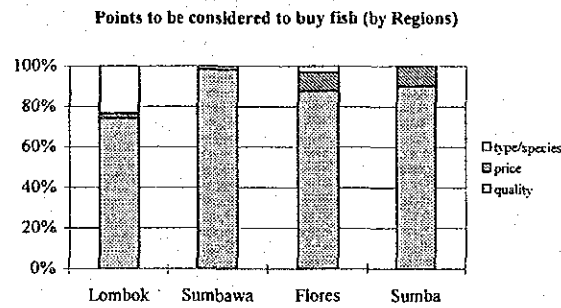 Points to be considered to buy fish (by Regions)
100%
80%
60%
40%
20%
0%
Lombok
Sumbawa
Flores
Sumba
type/species
price
quality